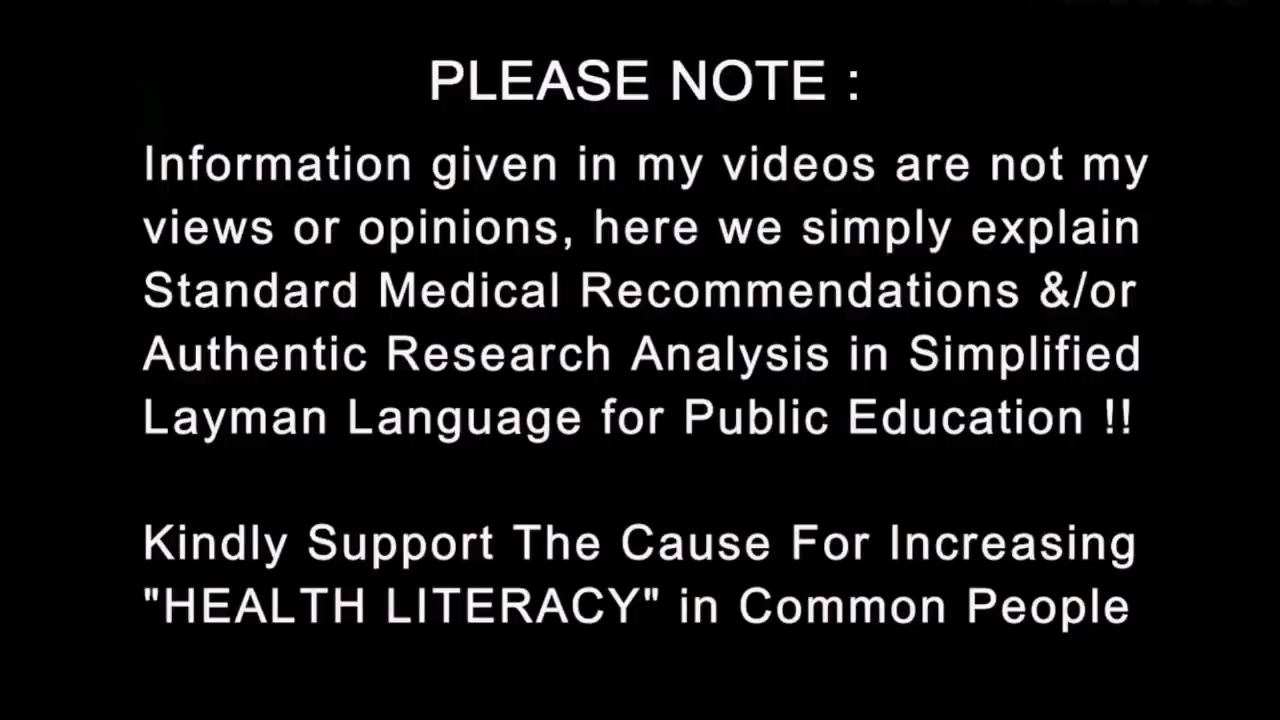 PLEASE NOTE :
Information given in my videos are not my
views or opinions, here we simply explain
Standard Medical Recommendations &/or
Authentic Research Analysis in Simplified
Layman Language for Public Education !!
Kindly Support The Cause For Increasing
"HEALTH LITERACY" in Common People